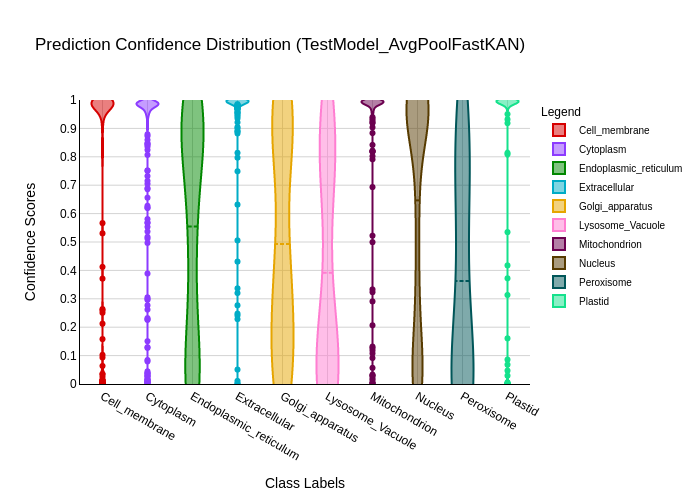 Prediction Confidence Distribution (TestModel_AvgPoolFastKAN)
Confidence Scores
1
0.9
0.8
0.7
0.6
0.5
0.4
0.3
0.2
0.1
0
Cell_membrane
Cytoplasm
Endoplasmic_reticulum
Extracellular
Golgi_apparatus
Lysosome_Vacuole
Mitochondrion
Nucleus
Peroxisome
Plastid
Class Labels
Legend
Cell_membrane
Cytoplasm
Endoplasmic_reticulum
Extracellular
Golgi_apparatus
Lysosome_Vacuole
Mitochondrion
Nucleus
Peroxisome
Plastid